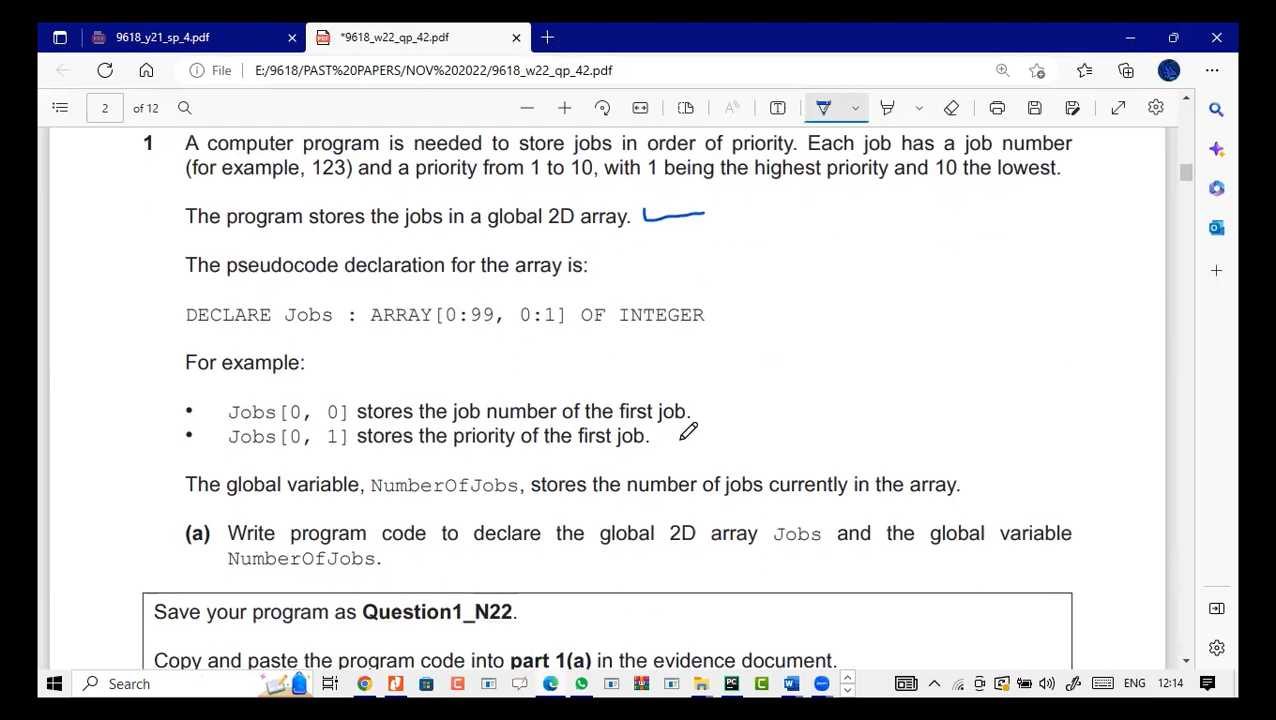 9618_y21_sp_4.pdf
*9618_w22_qp_42.pdf
File
E:/9618/PAST%20PAPERS/NOV%202022/9618_w22_qp_42.pdf
2
of 12
1 A computer program is needed to store jobs in order of priority. Each job has a job number
(for example, 123) and a priority from 1 to 10, with 1 being the highest priority and 10 the lowest.
The program stores the jobs in a global 2D array.
The pseudocode declaration for the array is:
DECLARE Jobs : ARRAY[0:99, 0:1] OF INTEGER
For example:
• Jobs[0, 0] stores the job number of the first job.
• Jobs[0, 1] stores the priority of the first job.
The global variable, NumberOfJobs, stores the number of jobs currently in the array.
(a) Write program code to declare the global 2D array Jobs and the global variable
NumberOfJobs.
Save your program as Question1_N22.
Copy and paste the program code into part 1(a) in the evidence document.
Search
ENG
12:14